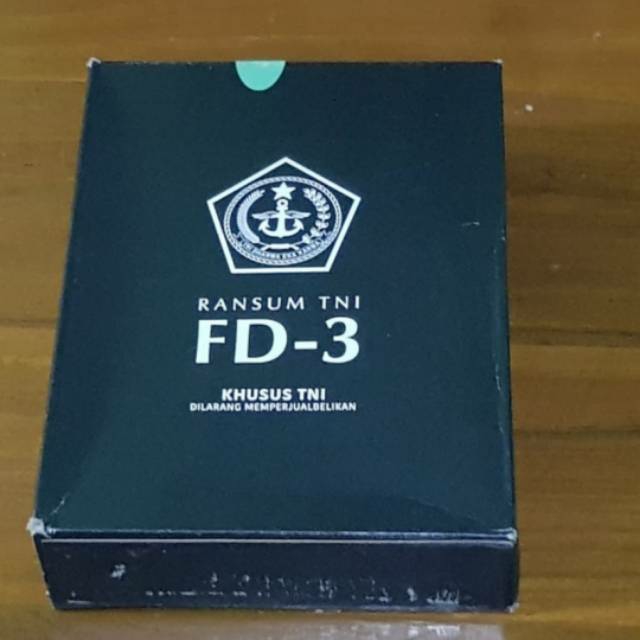 RANSUM TNI
FD-3
KHUSUS TNI
DILARANG MEMPERJUALBELIKAN